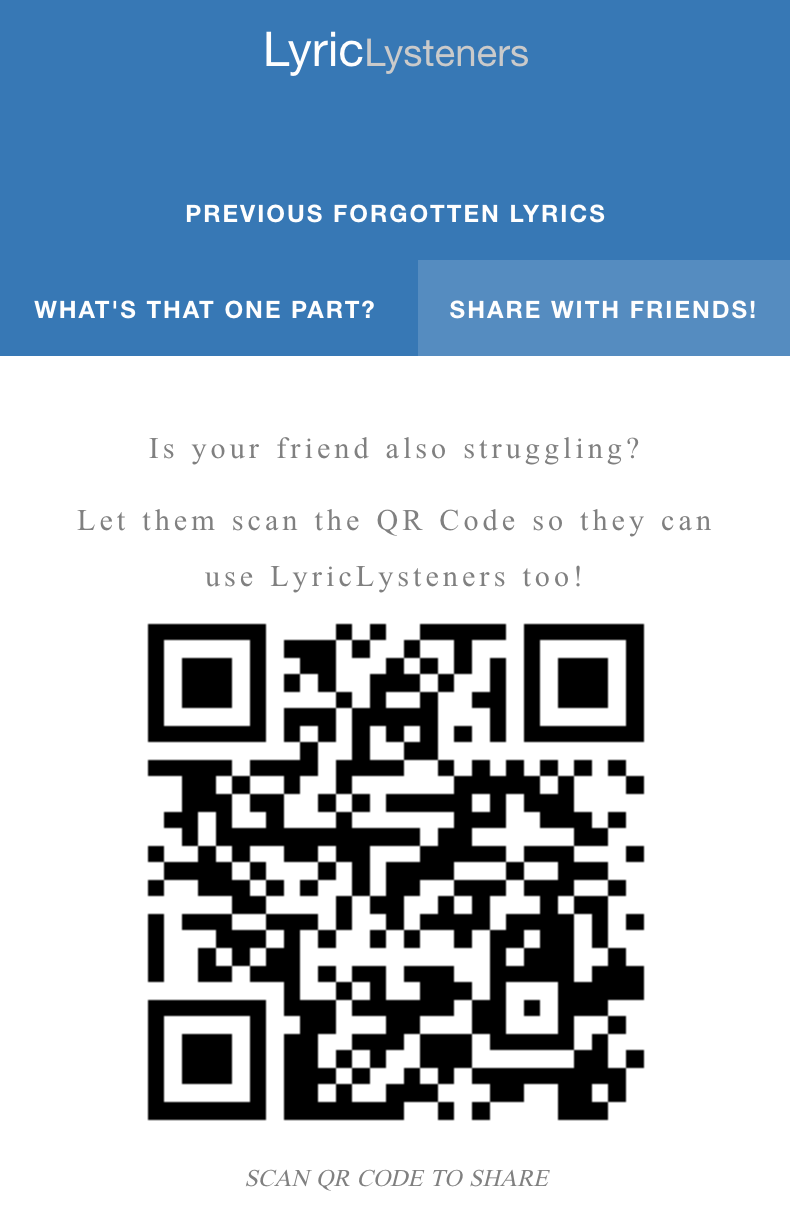 LyricLysteners
PREVIOUS FORGOTTEN LYRICS
WHAT'S THAT ONE PART? SHARE WITH FRIENDS!
Is your friend also struggling?
Let them scan the QR Code so they can
use LyricLysteners too!
SCAN QR CODE TO SHARE